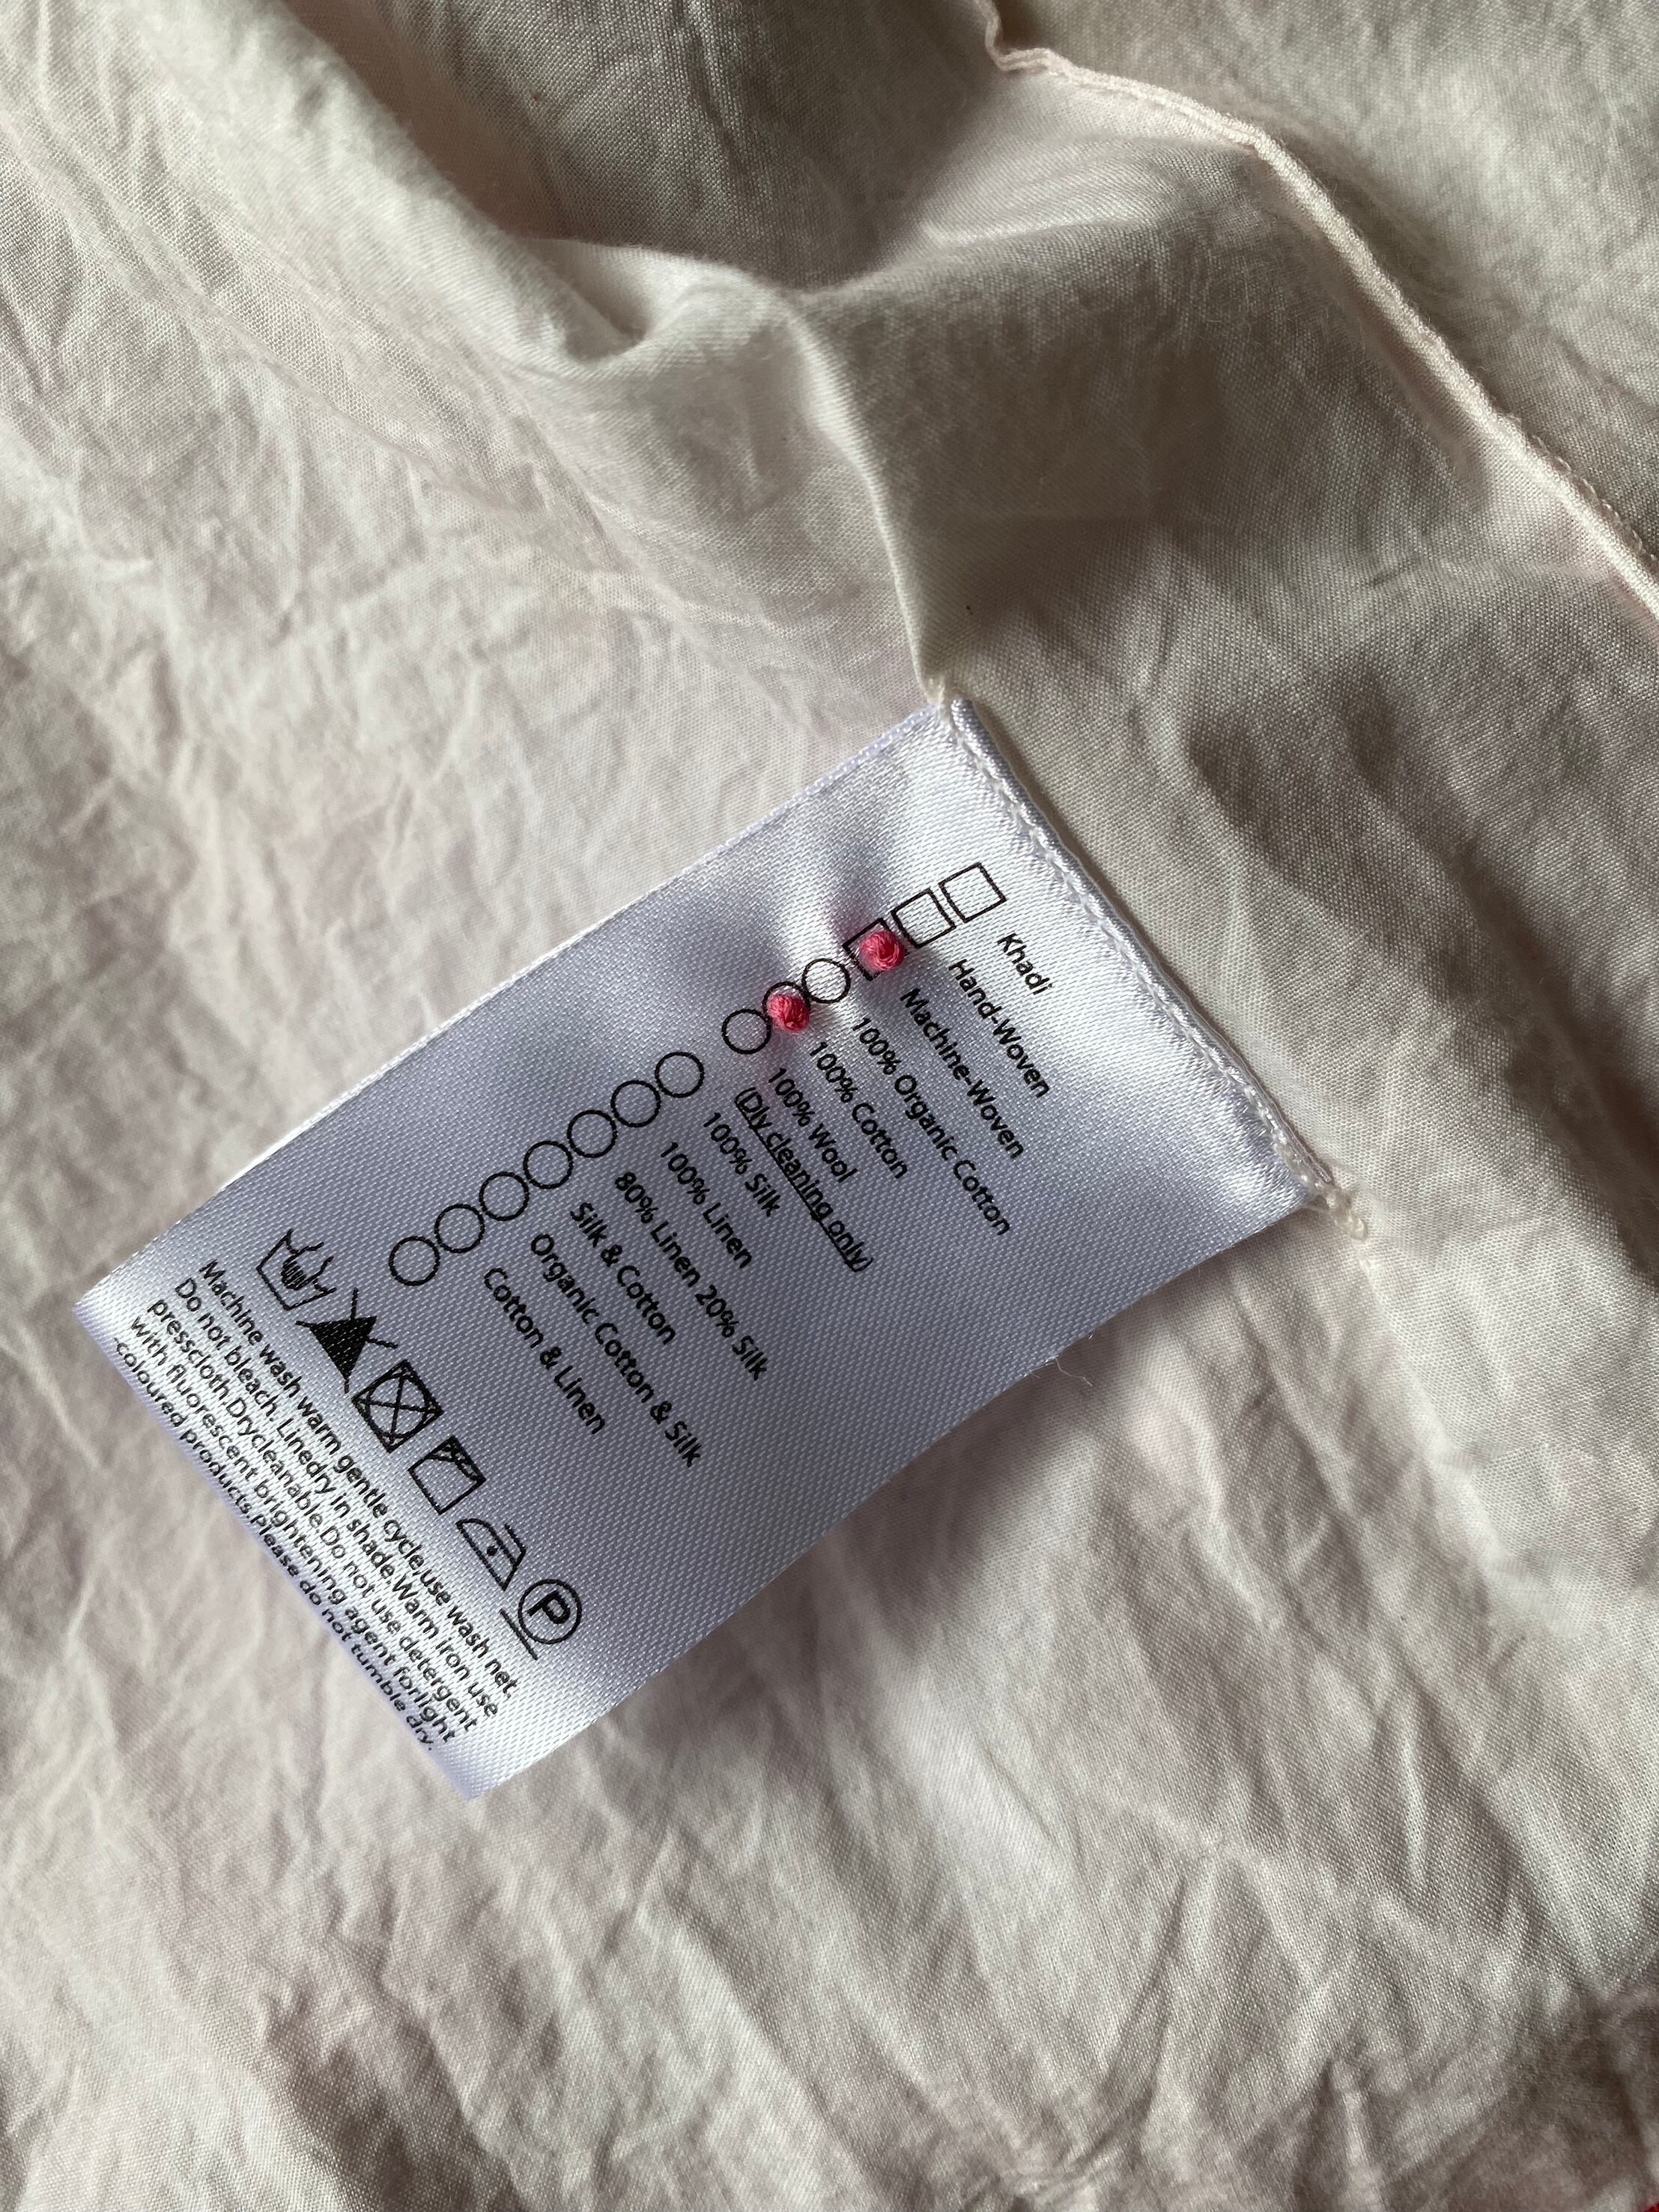 Khadi
Hand-Woven
Machine-Woven
100% Organic Cotton
100% Cotton
100% Wool
(Dly cleaning only)
100% Silk
100% Linen
80% Linen 20% Silk
Silk & Cotton
Organic Cotton & Silk
Cotton & Linen
P
Machine wash warm gentle cycle,use wash net.
Do not bleach. Linedry in shade.Warm iron use
presscloth.Drycleanable.Do not use detergent
with fluorescent brightening agent forlight
coloured products.Please do not tumble dry.